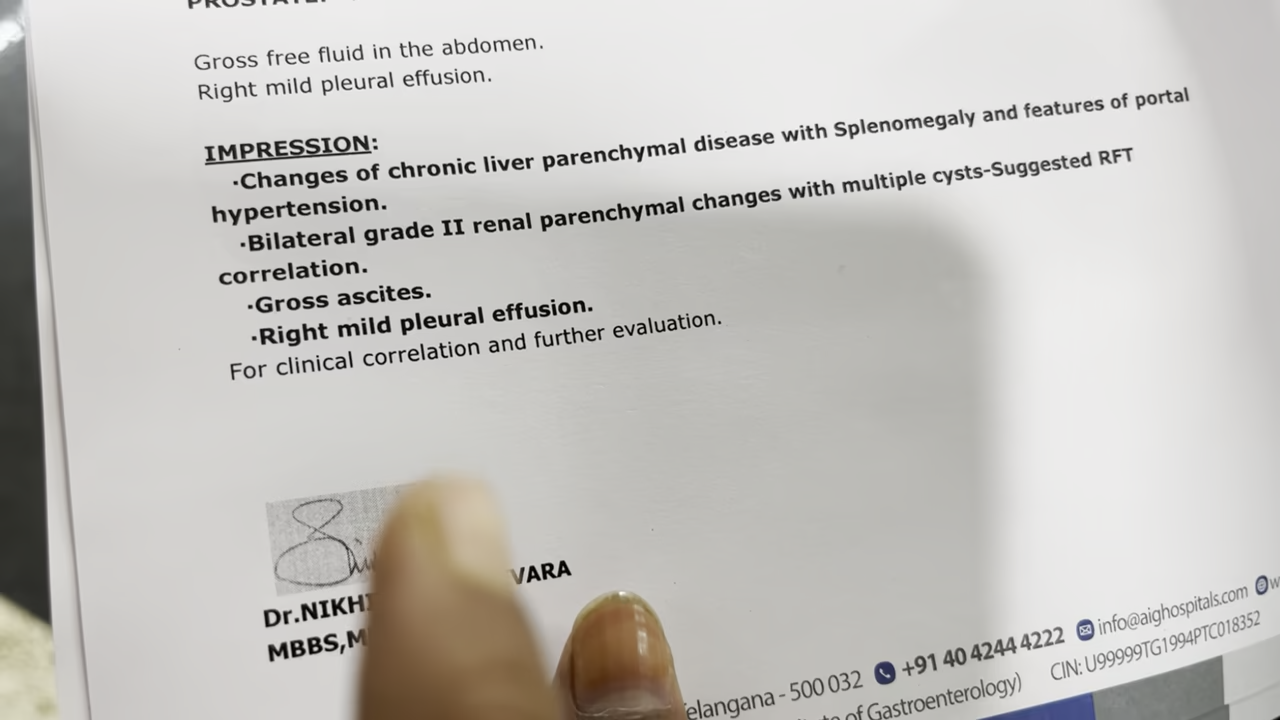 Gross free fluid in the abdomen.
Right mild pleural effusion.
IMPRESSION:
·Changes of chronic liver parenchymal disease with Splenomegaly and features of portal
hypertension.
·Bilateral grade II renal parenchymal changes with multiple cysts-Suggested RFT
correlation.
·Gross ascites.
·Right mild pleural effusion.
For clinical correlation and further evaluation.
VARA
Dr.NIKHI
MBBS,M
elangana - 500 032 +91 40 4244 4222 info@aighospitals.com
of Gastroenterology) CIN: U99999TG1994PTC018352